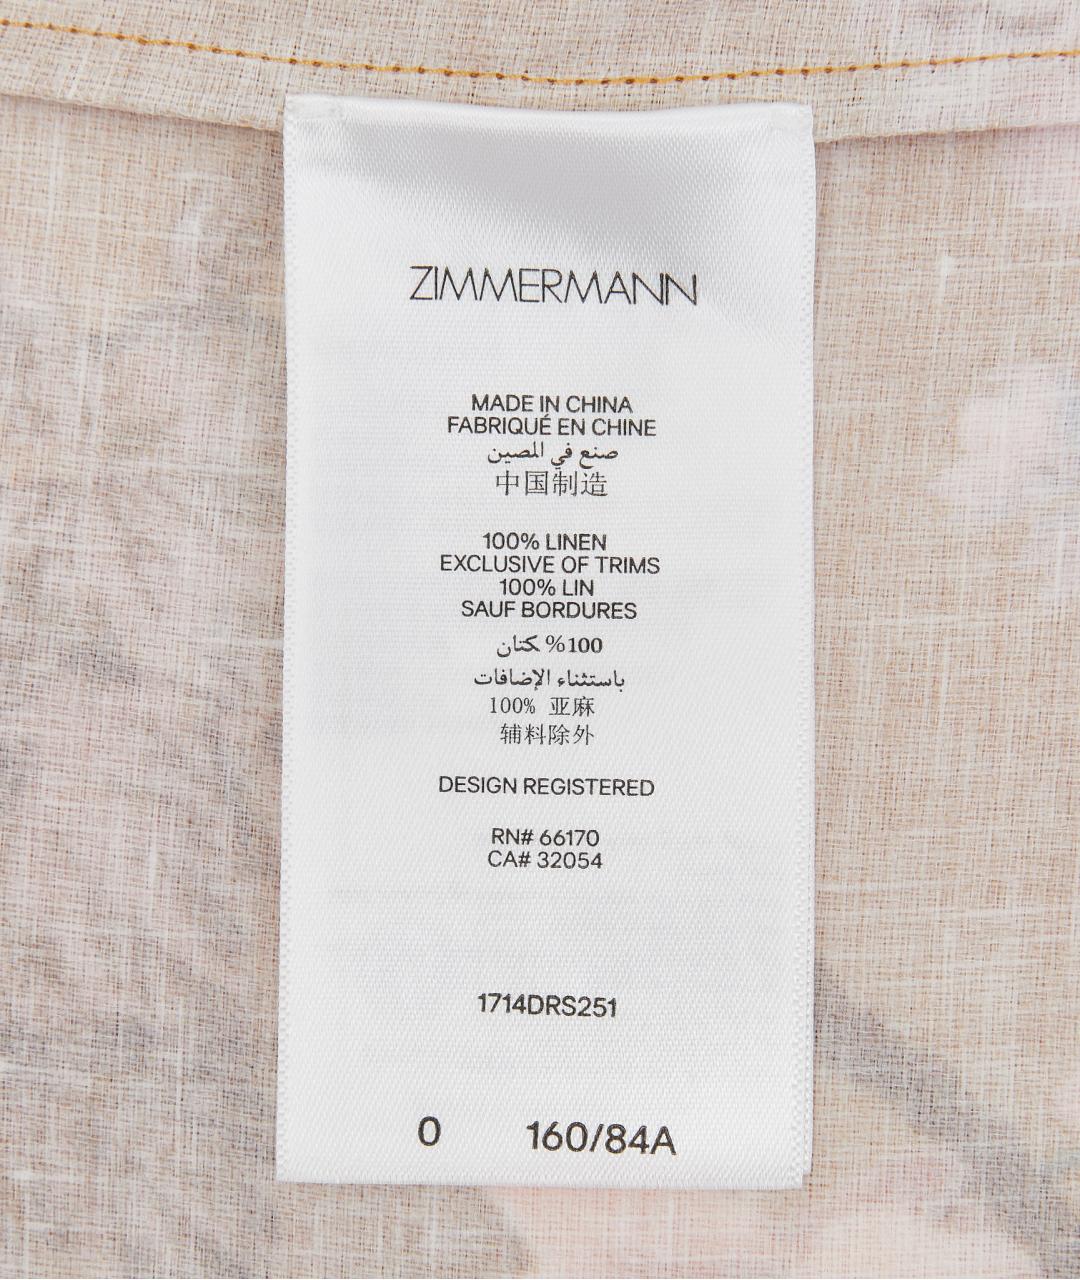 ZIMMERMANN
MADE IN CHINA
FABRIQUÉ EN CHINE
صنع في المصين
中国制造
100% LINEN
EXCLUSIVE OF TRIMS
100% LIN
SAUF BORDURES
100% كتان
باستثناء الإضافات
100% 亚麻
辅料除外
DESIGN REGISTERED
RN# 66170
CA# 32054
1714DRS251
0 160/84A